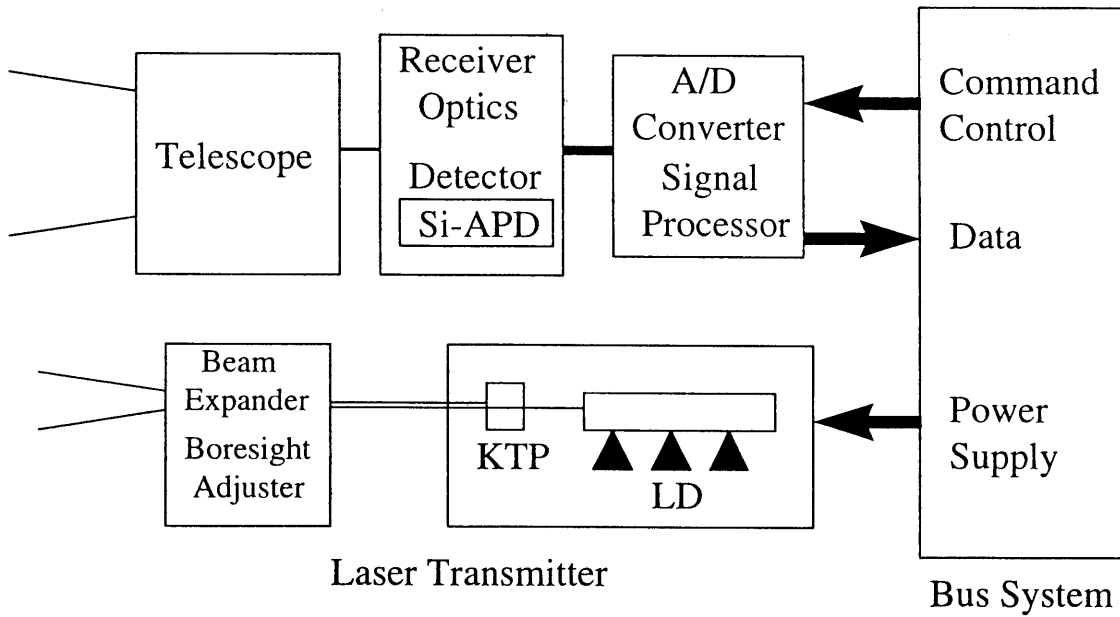 Telescope
Receiver
Optics
Detector
Si-APD
A/D
Converter
Signal
Processor
Command
Control
Data
Power
Supply
Beam
Expander
Boresight
Adjuster
KTP
LD
Laser Transmitter
Bus System